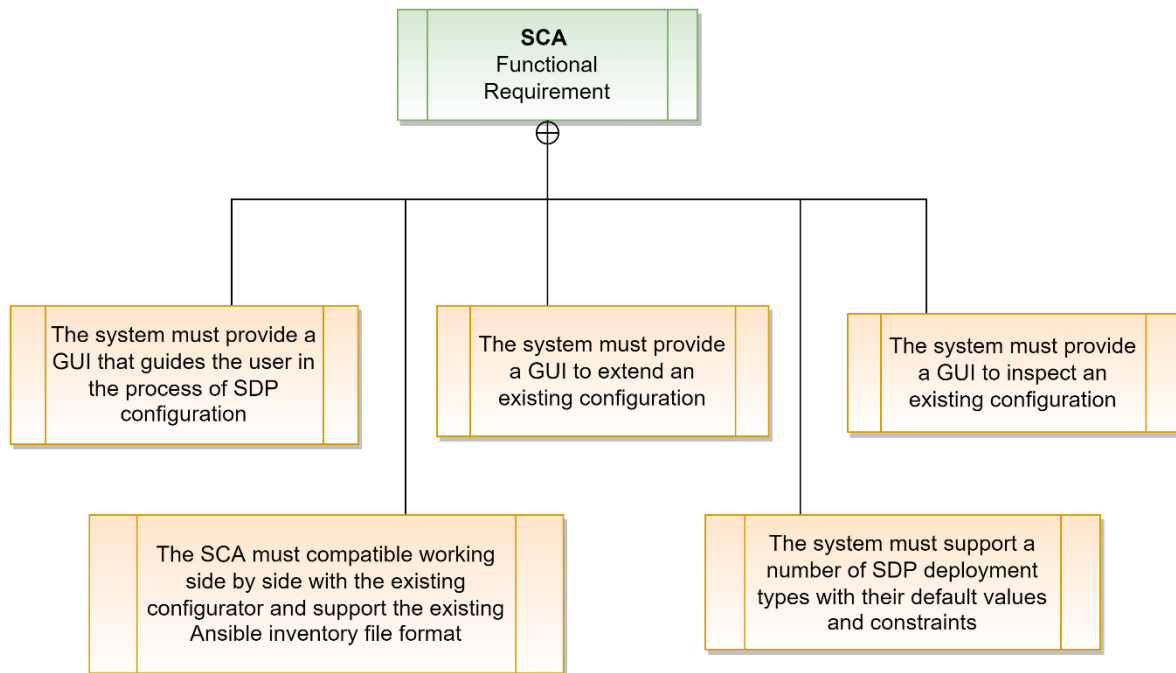 SCA
Functional
Requirement
The system must provide a
GUI that guides the user in
the process of SDP
configuration
The system must provide
a GUI to extend an
existing configuration
The system must provide
a GUI to inspect an
existing configuration
The SCA must compatible working
side by side with the existing
configurator and support the existing
Ansible inventory file format
The system must support a
number of SDP deployment
types with their default values
and constraints